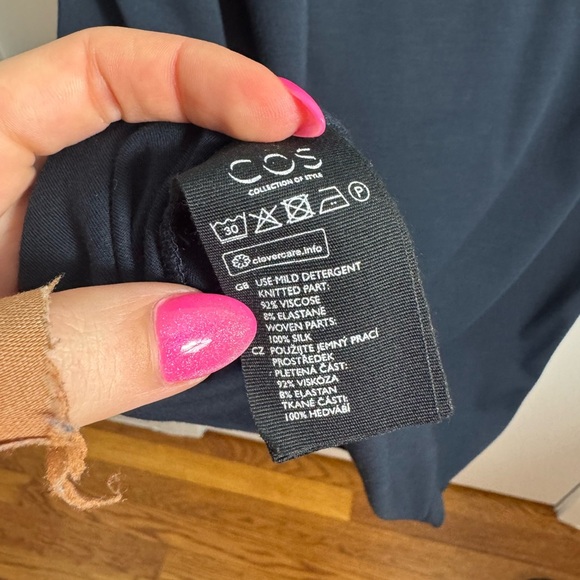 COS
COLLECTION OF STYLE
30 P
clevercare.info
GB USE MILD DETERGENT
KNITTED PART:
92% VISCOSE
8% ELASTANE
WOVEN PARTS:
100% SILK
CZ POUŽIJTE JEMNÝ PRACÍ
PROSTŘEDEK
PLETENÁ ČÁST:
92% VISKÓZA
8% ELASTAN
TKANÉ ČÁSTI:
100% HEDVÁBÍ